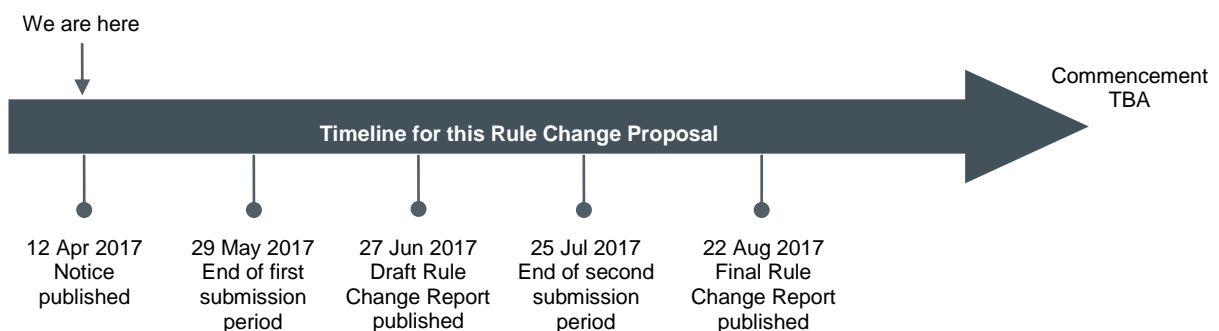 We are here
Commencement
TBA
Timeline for this Rule Change Proposal
12 Apr 2017
Notice
published
29 May 2017
End of first
submission
period
27 Jun 2017
Draft Rule
Change Report
published
25 Jul 2017
End of second
submission
period
22 Aug 2017
Final Rule
Change Report
published